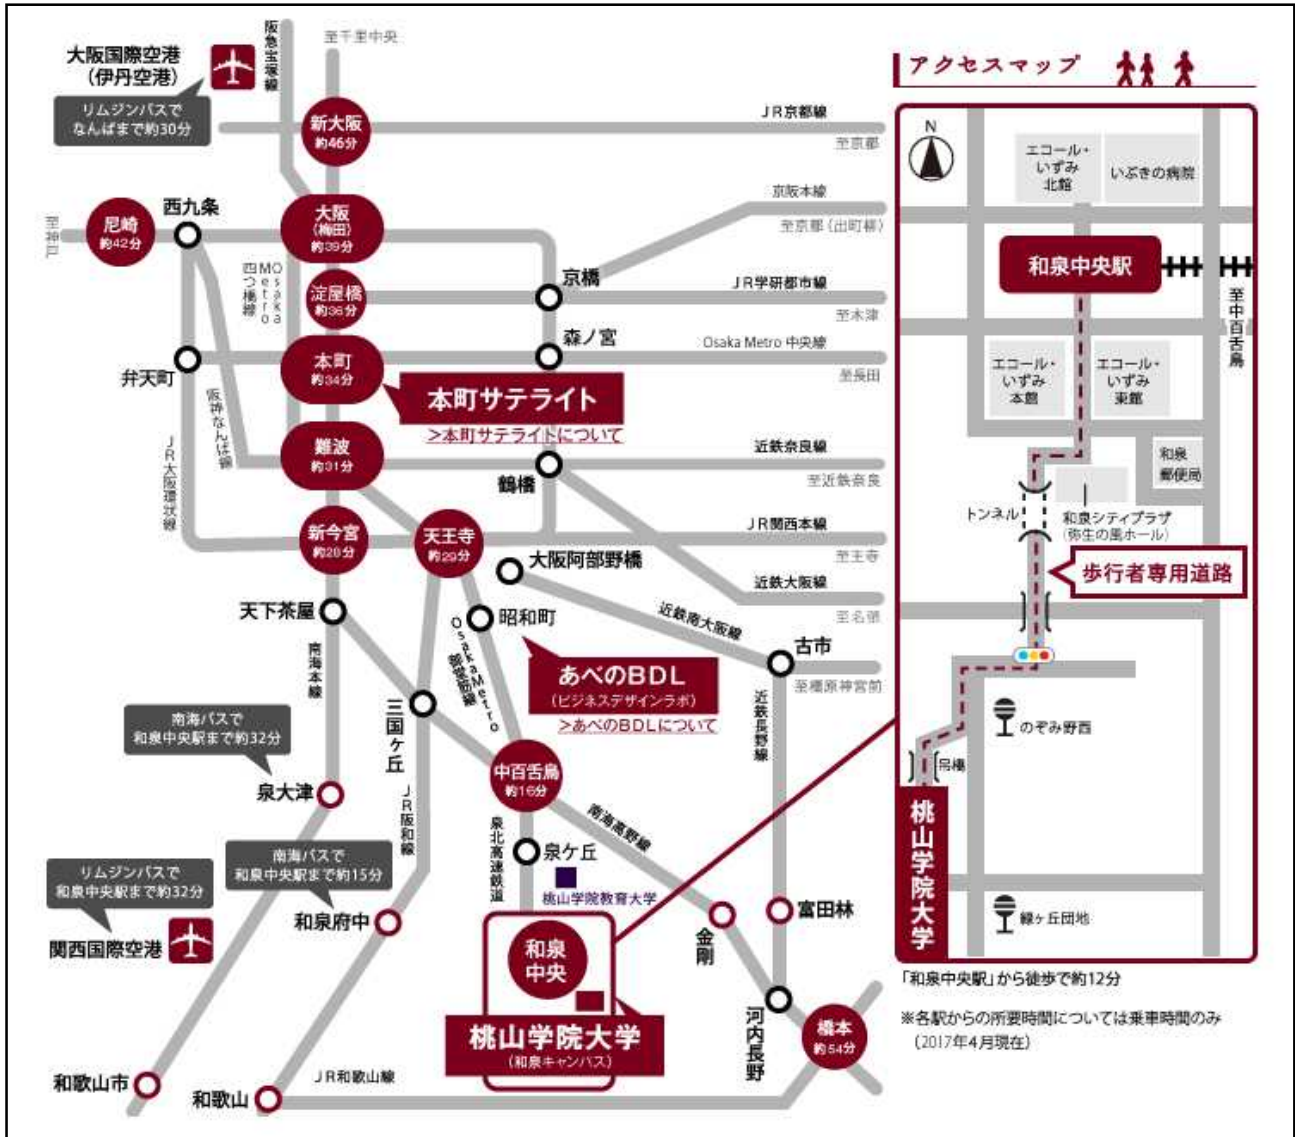 大阪国際空港
（伊丹空港）
リムジンバスで
なんばまで約30分
阪急宝塚線
至千里中央
新大阪
約46分
JR京都線
至京都
京阪本線
至京都（出町柳）
至神戸
尼崎
約42分
西九条
大阪
（梅田）
約39分
Osaka
Metro
四つ橋線
淀屋橋
約36分
京橋
JR学研都市線
至木津
森ノ宮
Osaka Metro 中央線
至長田
弁天町
本町
約34分
本町サテライト
>本町サテライトについて
阪神なんば線
JR大阪環状線
難波
約31分
鶴橋
近鉄奈良線
至近鉄奈良
新今宮
約28分
天王寺
約29分
JR関西本線
至王寺
大阪阿部野橋
近鉄大阪線
至名張
天下茶屋
昭和町
近鉄南大阪線
古市
至橿原神宮前
南海本線
Osaka Metro
御堂筋線
あべのBDL
（ビジネスデザインラボ）
>あべのBDLについて
近鉄長野線
南海バスで
和泉中央駅まで約32分
三国ヶ丘
泉大津
中百舌鳥
約16分
JR阪和線
南海高野線
泉北高速鉄道
泉ケ丘
桃山学院教育大学
南海バスで
和泉中央駅まで約15分
リムジンバスで
和泉中央駅まで約32分
関西国際空港
和泉府中
和泉
中央
金剛
富田林
桃山学院大学
（和泉キャンパス）
河内長野
橋本
約54分
和歌山市
和歌山
JR和歌山線
アクセスマップ
N
エコール・
いずみ
北館
いぶきの病院
和泉中央駅
至中百舌鳥
エコール・
いずみ
本館
エコール・
いずみ
東館
和泉
郵便局
トンネル
和泉シティプラザ
（弥生の風ホール）
歩行者専用道路
のぞみ野西
吊橋
桃山学院大学
緑ヶ丘団地
「和泉中央駅」から徒歩で約12分
※各駅からの所要時間については乗車時間のみ
（2017年4月現在）